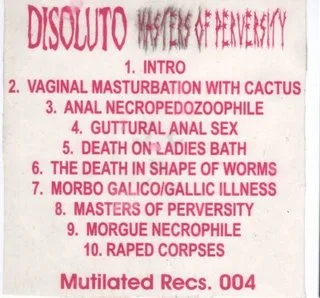 DISOLUTO MASTERS OF PERVERSITY
1. INTRO
2. VAGINAL MASTURBATION WITH CACTUS
3. ANAL NECROPEDOZOOPHILE
4. GUTTURAL ANAL SEX
5. DEATH ON LADIES BATH
6. THE DEATH IN SHAPE OF WORMS
7. MORBO GALICO/GALLIC ILLNESS
8. MASTERS OF PERVERSITY
9. MORGUE NECROPHILE
10. RAPED CORPSES
Mutilated Recs. 004